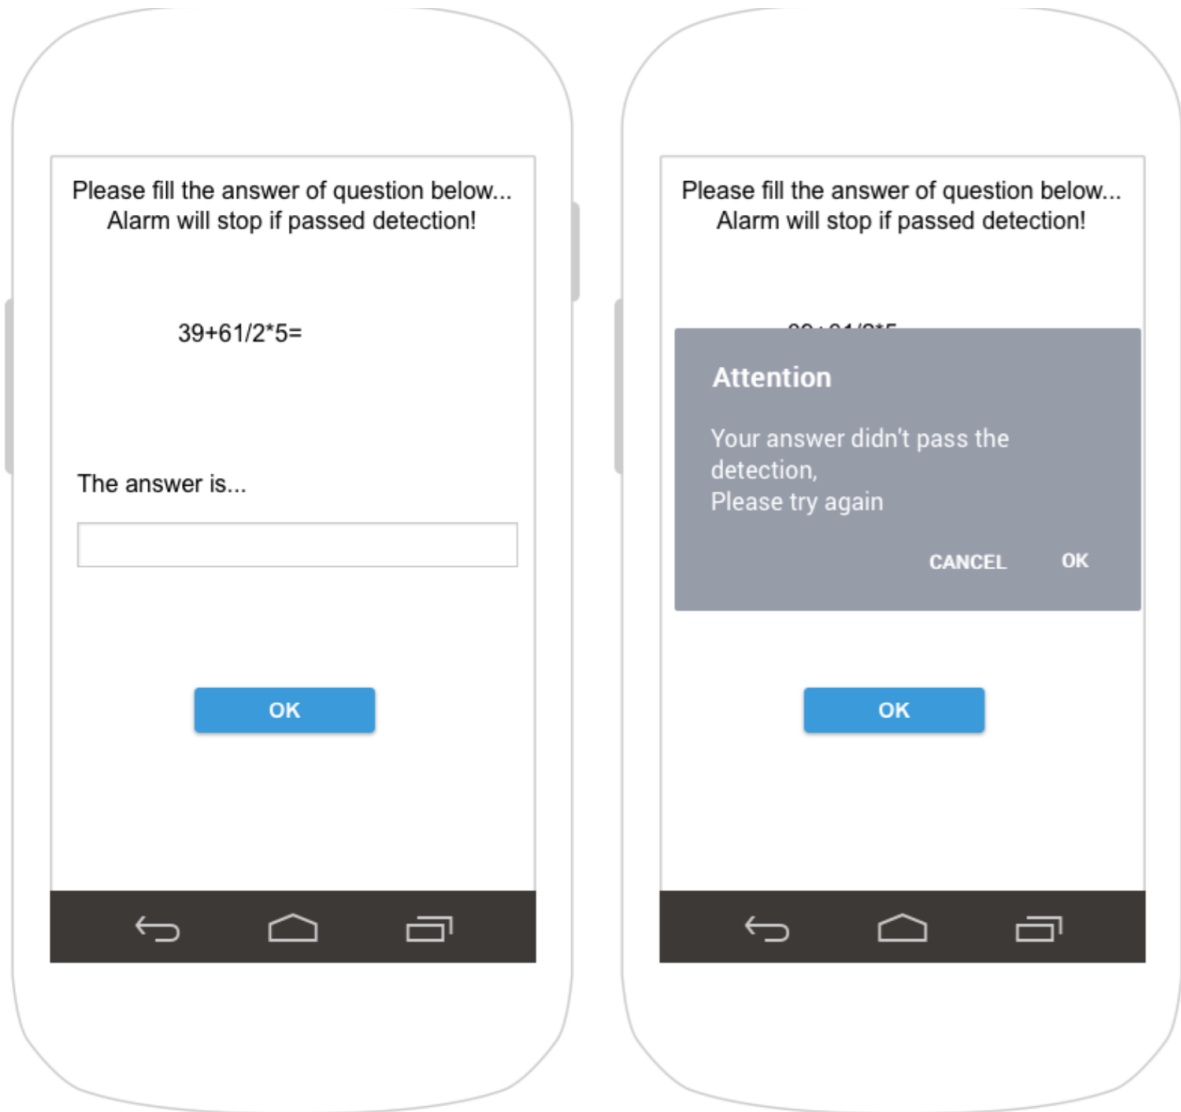 Please fill the answer of question below...
Alarm will stop if passed detection!
39+61/2*5=
The answer is...
OK
Please fill the answer of question below...
Alarm will stop if passed detection!
Attention
Your answer didn't pass the
detection,
Please try again
CANCEL OK
OK